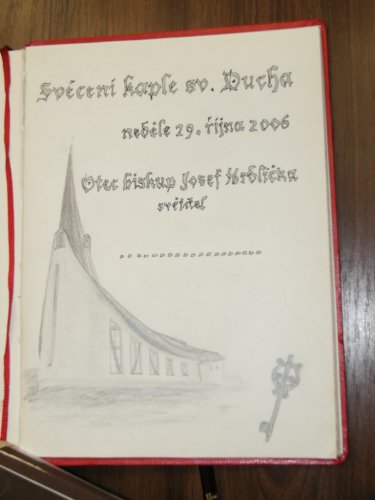 Svěcení kaple sv. Ducha
neděle 29. října 2006
Otec biskup Josef Hrdlička
světitel